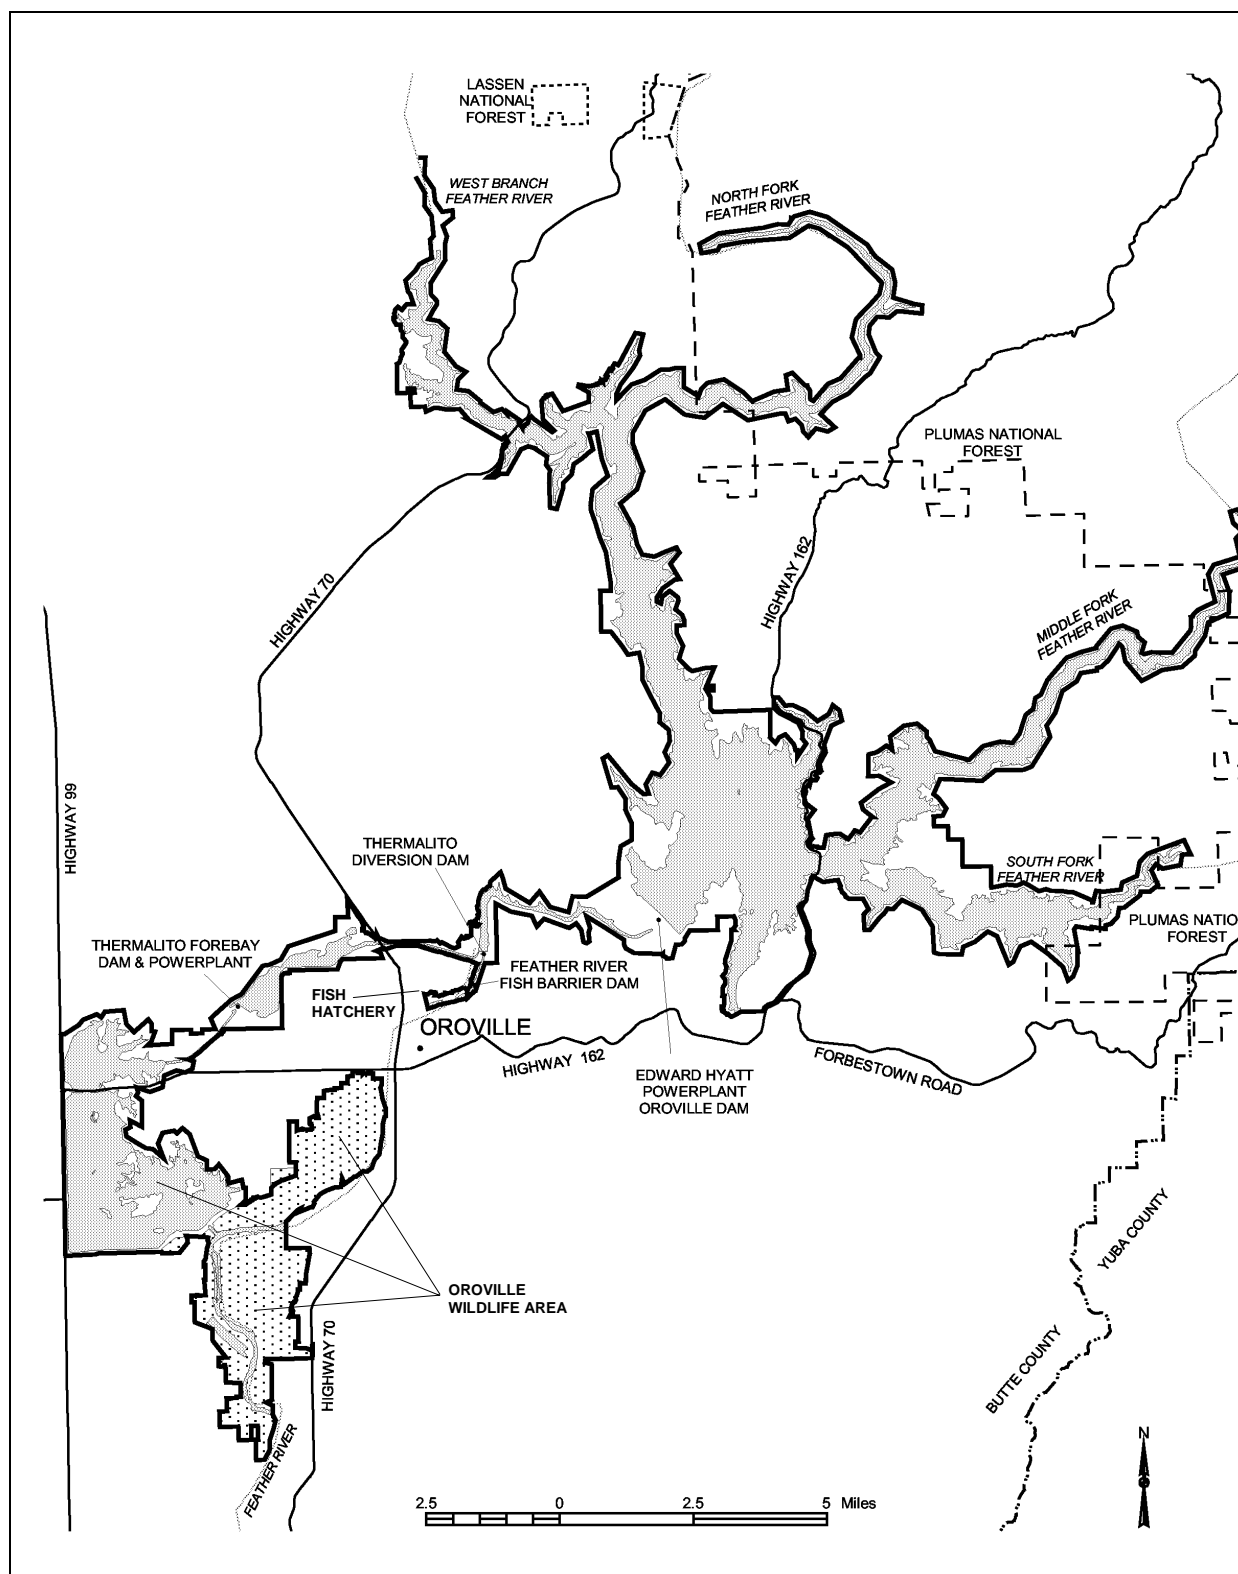 LASSEN
NATIONAL
FOREST
WEST BRANCH
FEATHER RIVER
NORTH FORK
FEATHER RIVER
PLUMAS NATIONAL
FOREST
HIGHWAY 70
HIGHWAY 162
MIDDLE FORK
FEATHER RIVER
HIGHWAY 99
THERMALITO
DIVERSION DAM
SOUTH FORK
FEATHER RIVER
PLUMAS NATIO
FOREST
THERMALITO FOREBAY
DAM & POWERPLANT
FEATHER RIVER
FISH BARRIER DAM
FISH
HATCHERY
OROVILLE
HIGHWAY 162
FORBESTOWN ROAD
EDWARD HYATT
POWERPLANT
OROVILLE DAM
YUBA COUNTY
OROVILLE
WILDLIFE AREA
HIGHWAY 70
BUTTE COUNTY
FEATHER RIVER
N
2.5 0 2.5 5 Miles